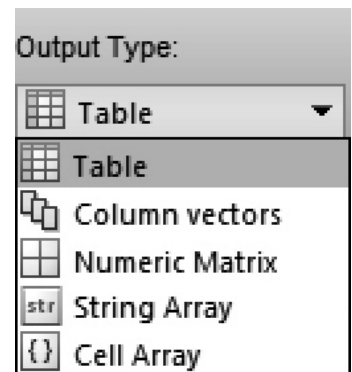 Output Type:
Table
Table
Column vectors
Numeric Matrix
str String Array
{} Cell Array